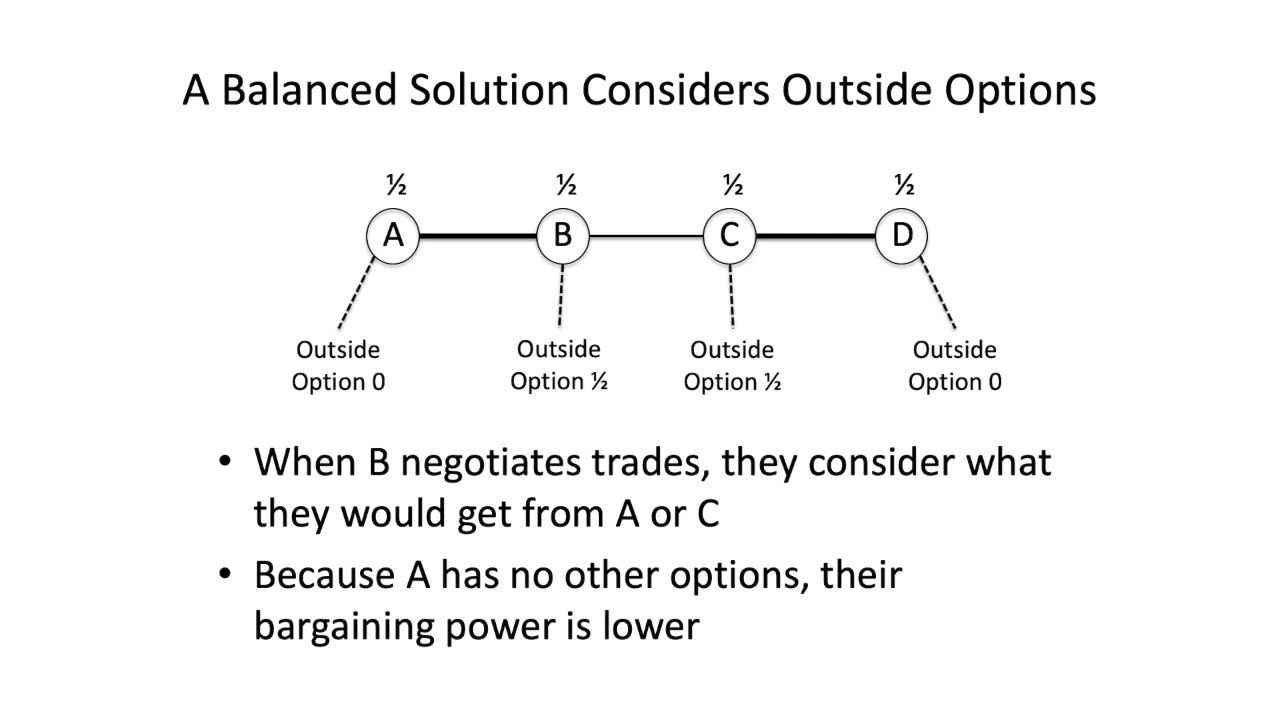 A Balanced Solution Considers Outside Options
½ ½ ½ ½
A B C D
Outside Outside Outside Outside
Option 0 Option ½ Option ½ Option 0
• When B negotiates trades, they consider what
they would get from A or C
• Because A has no other options, their
bargaining power is lower